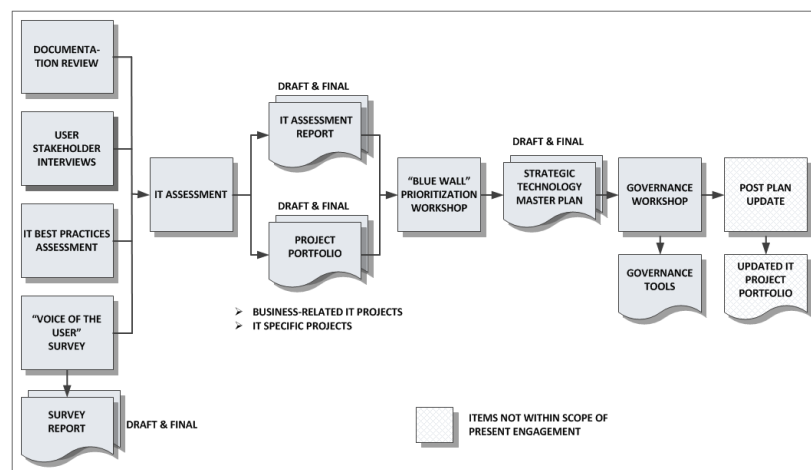 DOCUMENTA-
TION REVIEW
USER
STAKEHOLDER
INTERVIEWS
IT BEST PRACTICES
ASSESSMENT
"VOICE OF THE
USER"
SURVEY
SURVEY
REPORT
DRAFT & FINAL
IT ASSESSMENT
DRAFT & FINAL
IT ASSESSMENT
REPORT
DRAFT & FINAL
PROJECT
PORTFOLIO
➢ BUSINESS-RELATED IT PROJECTS
➢ IT SPECIFIC PROJECTS
"BLUE WALL"
PRIORITIZATION
WORKSHOP
DRAFT & FINAL
STRATEGIC
TECHNOLOGY
MASTER PLAN
GOVERNANCE
WORKSHOP
GOVERNANCE
TOOLS
POST PLAN
UPDATE
UPDATED IT
PROJECT
PORTFOLIO
ITEMS NOT WITHIN SCOPE OF
PRESENT ENGAGEMENT